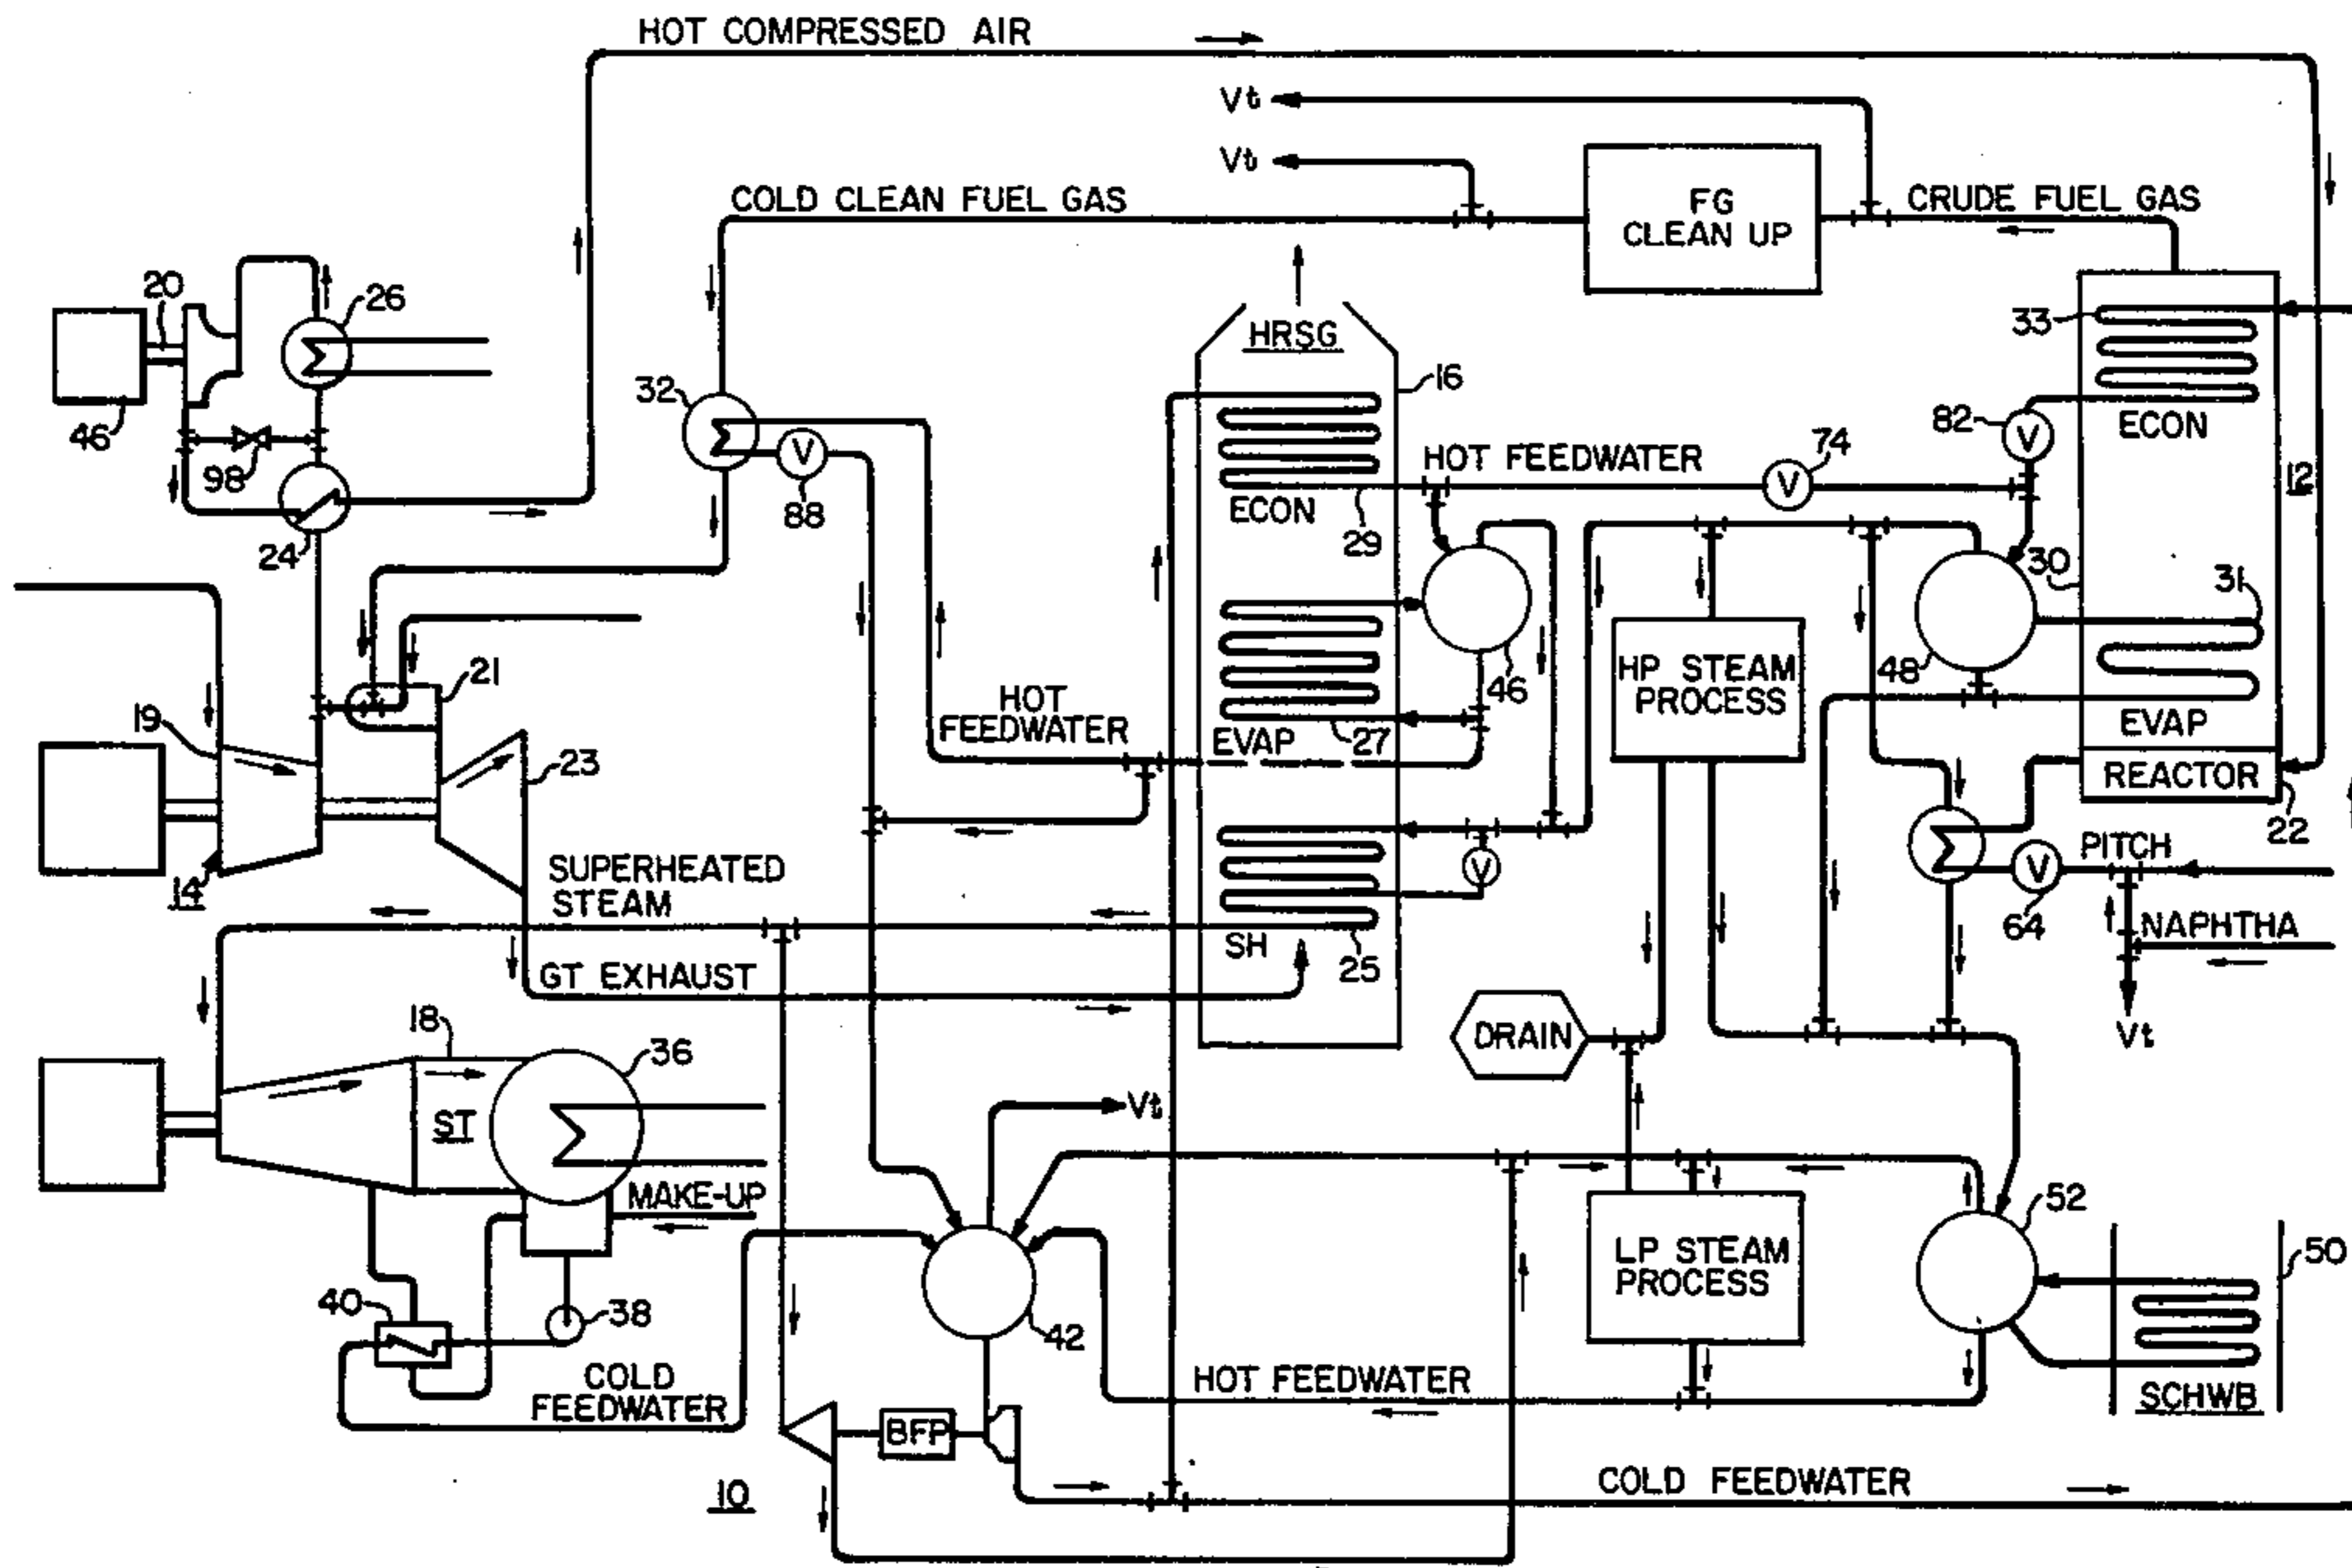 HOT COMPRESSED AIR
Vt
Vt
COLD CLEAN FUEL GAS
FG
CLEAN UP
CRUDE FUEL GAS
20
26
HRSG
33
16
32
82
46
ECON
74
98
HOT FEEDWATER
12
88
ECON
24
29
30
31
21
HP STEAM
PROCESS
48
46
19
HOT
FEEDWATER
EVAP
27
EVAP
23
REACTOR
22
V
V
V
V
V
PITCH
SUPERHEATED
STEAM
14
64
NAPHTHA
SH
25
GT EXHAUST
18
36
DRAIN
Vt
ST
Vt
MAKE-UP
52
LP STEAM
PROCESS
50
40
38
42
COLD
FEEDWATER
HOT FEEDWATER
SCHWB
BFP
10
COLD FEEDWATER